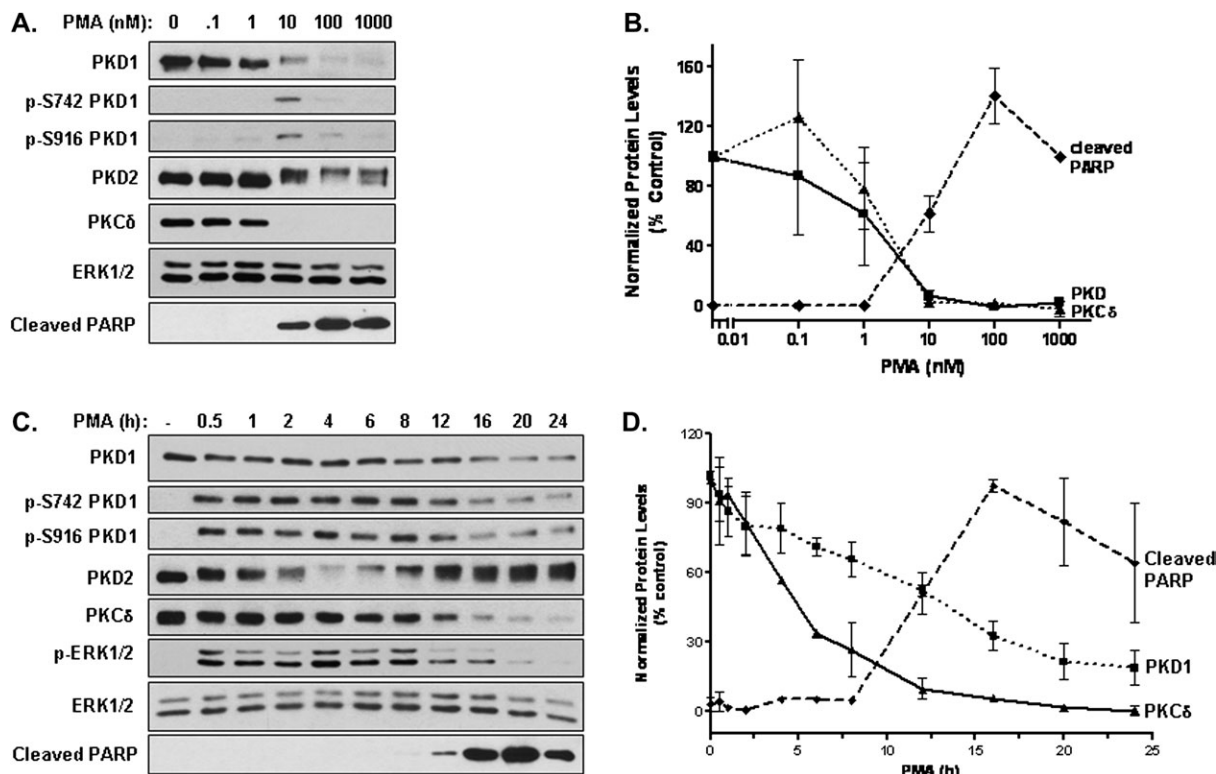 A.
PMA (nM): 0 .1 1 10 100 1000
PKD1
p-S742 PKD1
p-S916 PKD1
PKD2
PKCδ
ERK1/2
Cleaved PARP
B.
Normalized Protein Levels
(% Control)
160
120
80
40
0
0.01 0.1 1 10 100 1000
PMA (nM)
cleaved
PARP
PKD
PKCδ
C.
PMA (h): - 0.5 1 2 4 6 8 12 16 20 24
PKD1
p-S742 PKD1
p-S916 PKD1
PKD2
PKCδ
p-ERK1/2
ERK1/2
Cleaved PARP
D.
Normalized Protein Levels
(% control)
120
90
60
30
0
0 5 10 15 20 25
PMA (h)
Cleaved
PARP
PKD1
PKCδ